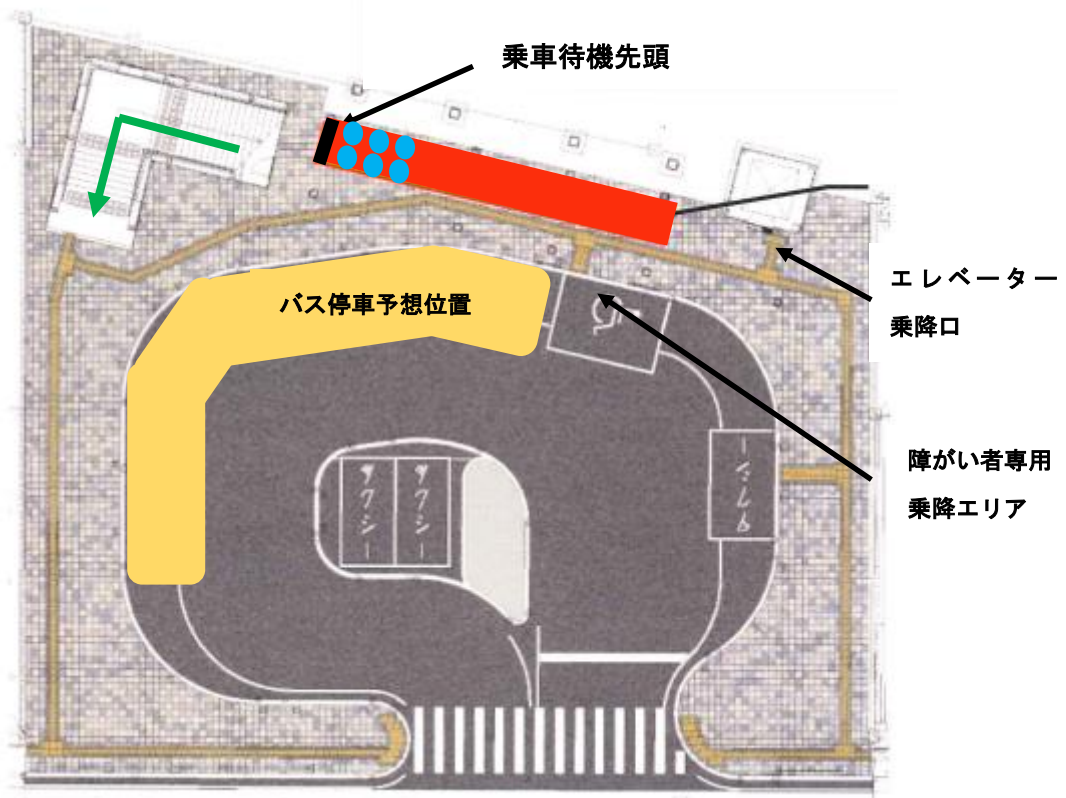 乗車待機先頭
バス停車予想位置
エレベーター
乗降口
障がい者専用
乗降エリア
タクシー
タクシー
タクシー